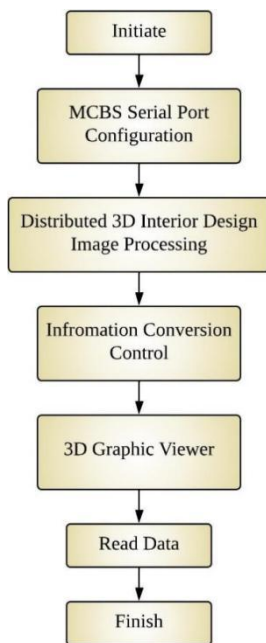 Initiate
MCBS Serial Port
Configuration
Distributed 3D Interior Design
Image Processing
Infromation Conversion
Control
3D Graphic Viewer
Read Data
Finish